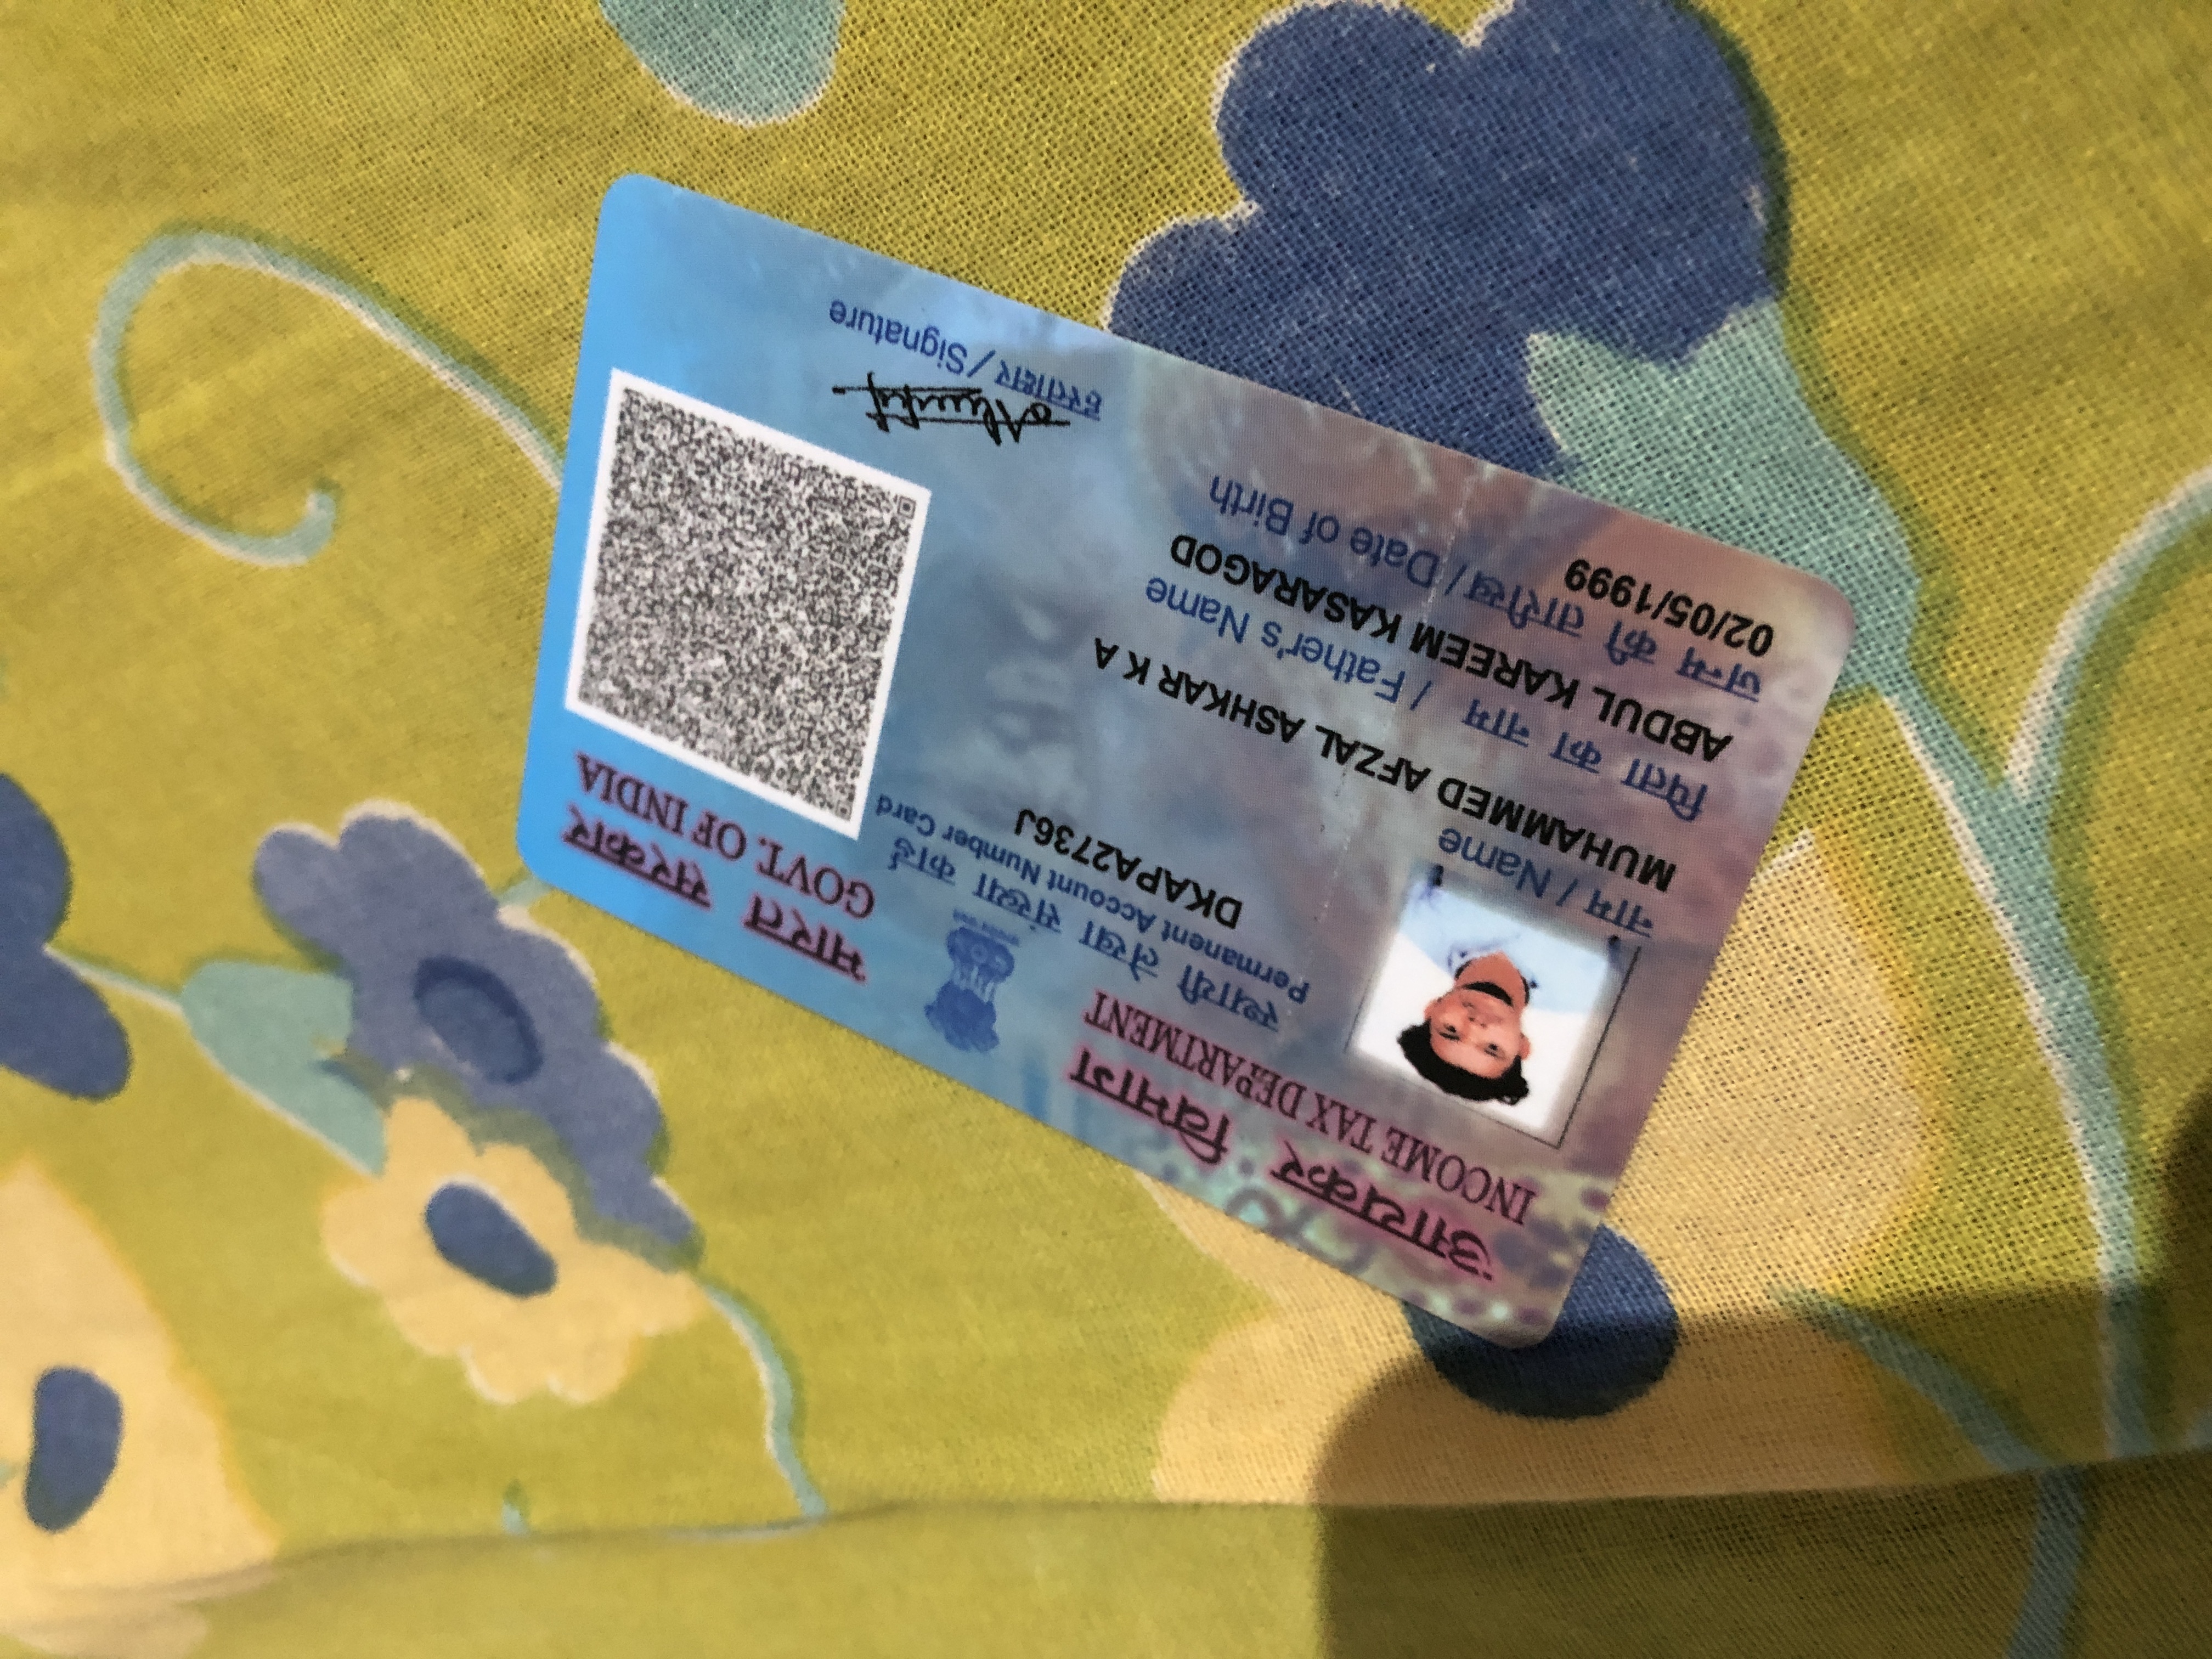 आयकर विभाग
INCOME TAX DEPARTMENT
भारत सरकार
GOVT. OF INDIA
स्थायी लेखा संख्या कार्ड
Permanent Account Number Card
DKAPA2736J
नाम / Name
MUHAMMED AFZAL ASHKAR K A
पिता का नाम / Father's Name
ABDUL KAREEM KASARAGOD
जन्म की तारीख / Date of Birth
02/05/1999
हस्ताक्षर / Signature